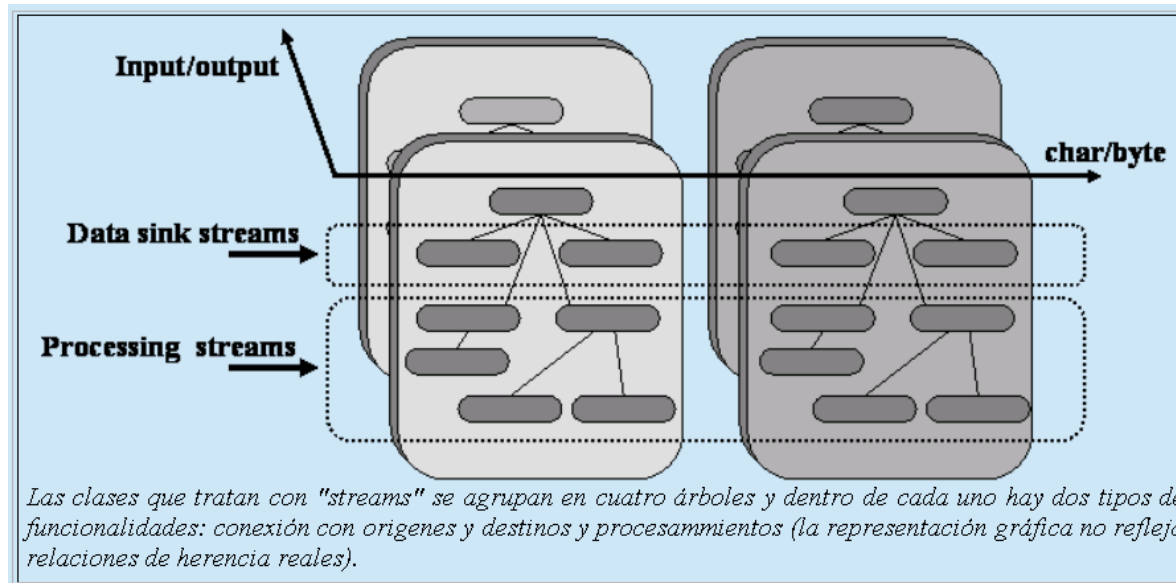 Input/output
char/byte
Data sink streams
Processing streams
Las clases que tratan con "streams" se agrupan en cuatro árboles y dentro de cada uno hay dos tipos de
funcionalidades: conexión con origenes y destinos y procesammientos (la representación gráfica no refleja
relaciones de herencia reales).